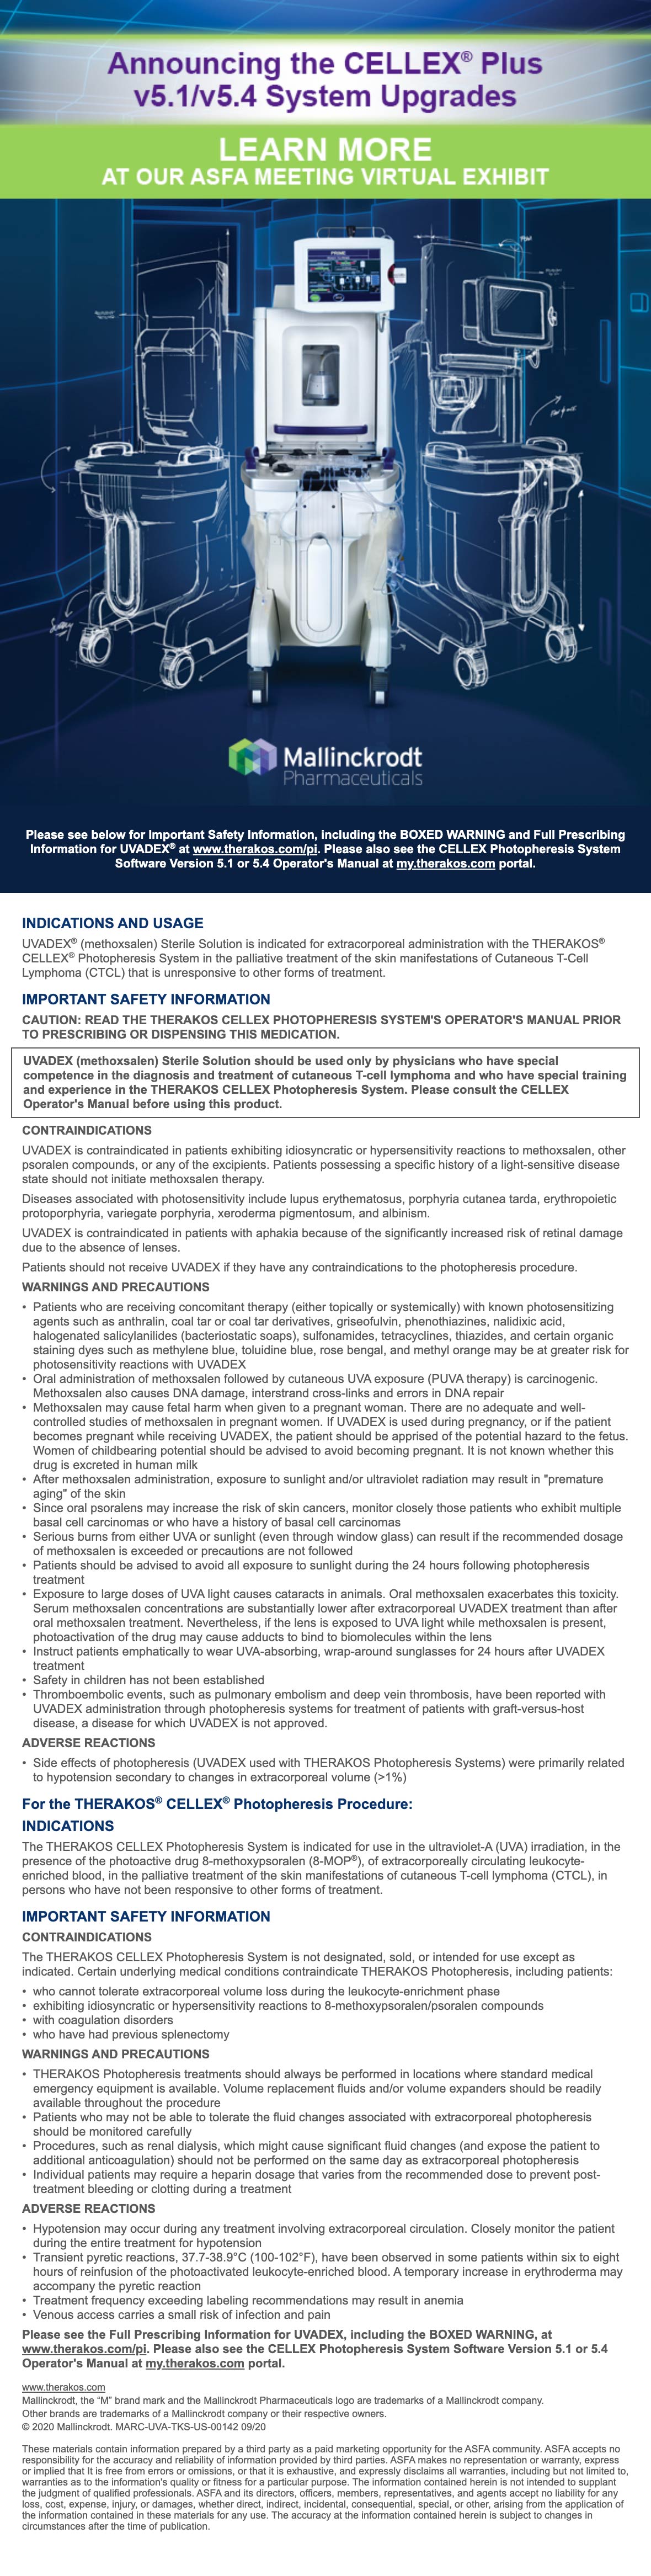 Announcing the CELLEX® Plus
v5.1/v5.4 System Upgrades
LEARN MORE
AT OUR ASFA MEETING VIRTUAL EXHIBIT
PRIME
Mallinckrodt
Pharmaceuticals
Please see below for Important Safety Information, including the BOXED WARNING and Full Prescribing
Information for UVADEX® at www.therakos.com/pi. Please also see the CELLEX Photopheresis System
Software Version 5.1 or 5.4 Operator's Manual at my.therakos.com portal.
INDICATIONS AND USAGE
UVADEX® (methoxsalen) Sterile Solution is indicated for extracorporeal administration with the THERAKOS®
CELLEX® Photopheresis System in the palliative treatment of the skin manifestations of Cutaneous T-Cell
Lymphoma (CTCL) that is unresponsive to other forms of treatment.
IMPORTANT SAFETY INFORMATION
CAUTION: READ THE THERAKOS CELLEX PHOTOPHERESIS SYSTEM'S OPERATOR'S MANUAL PRIOR
TO PRESCRIBING OR DISPENSING THIS MEDICATION.
UVADEX (methoxsalen) Sterile Solution should be used only by physicians who have special
competence in the diagnosis and treatment of cutaneous T-cell lymphoma and who have special training
and experience in the THERAKOS CELLEX Photopheresis System. Please consult the CELLEX
Operator's Manual before using this product.
CONTRAINDICATIONS
UVADEX is contraindicated in patients exhibiting idiosyncratic or hypersensitivity reactions to methoxsalen, other
psoralen compounds, or any of the excipients. Patients possessing a specific history of a light-sensitive disease
state should not initiate methoxsalen therapy.
Diseases associated with photosensitivity include lupus erythematosus, porphyria cutanea tarda, erythropoietic
protoporphyria, variegate porphyria, xeroderma pigmentosum, and albinism.
UVADEX is contraindicated in patients with aphakia because of the significantly increased risk of retinal damage
due to the absence of lenses.
Patients should not receive UVADEX if they have any contraindications to the photopheresis procedure.
WARNINGS AND PRECAUTIONS
• Patients who are receiving concomitant therapy (either topically or systemically) with known photosensitizing
agents such as anthralin, coal tar or coal tar derivatives, griseofulvin, phenothiazines, nalidixic acid,
halogenated salicylanilides (bacteriostatic soaps), sulfonamides, tetracyclines, thiazides, and certain organic
staining dyes such as methylene blue, toluidine blue, rose bengal, and methyl orange may be at greater risk for
photosensitivity reactions with UVADEX
• Oral administration of methoxsalen followed by cutaneous UVA exposure (PUVA therapy) is carcinogenic.
Methoxsalen also causes DNA damage, interstrand cross-links and errors in DNA repair
• Methoxsalen may cause fetal harm when given to a pregnant woman. There are no adequate and well-
controlled studies of methoxsalen in pregnant women. If UVADEX is used during pregnancy, or if the patient
becomes pregnant while receiving UVADEX, the patient should be apprised of the potential hazard to the fetus.
Women of childbearing potential should be advised to avoid becoming pregnant. It is not known whether this
drug is excreted in human milk
• After methoxsalen administration, exposure to sunlight and/or ultraviolet radiation may result in "premature
aging" of the skin
• Since oral psoralens may increase the risk of skin cancers, monitor closely those patients who exhibit multiple
basal cell carcinomas or who have a history of basal cell carcinomas
• Serious burns from either UVA or sunlight (even through window glass) can result if the recommended dosage
of methoxsalen is exceeded or precautions are not followed
• Patients should be advised to avoid all exposure to sunlight during the 24 hours following photopheresis
treatment
• Exposure to large doses of UVA light causes cataracts in animals. Oral methoxsalen exacerbates this toxicity.
Serum methoxsalen concentrations are substantially lower after extracorporeal UVADEX treatment than after
oral methoxsalen treatment. Nevertheless, if the lens is exposed to UVA light while methoxsalen is present,
photoactivation of the drug may cause adducts to bind to biomolecules within the lens
• Instruct patients emphatically to wear UVA-absorbing, wrap-around sunglasses for 24 hours after UVADEX
treatment
• Safety in children has not been established
• Thromboembolic events, such as pulmonary embolism and deep vein thrombosis, have been reported with
UVADEX administration through photopheresis systems for treatment of patients with graft-versus-host
disease, a disease for which UVADEX is not approved.
ADVERSE REACTIONS
• Side effects of photopheresis (UVADEX used with THERAKOS Photopheresis Systems) were primarily related
to hypotension secondary to changes in extracorporeal volume (>1%)
For the THERAKOS® CELLEX® Photopheresis Procedure:
INDICATIONS
The THERAKOS CELLEX Photopheresis System is indicated for use in the ultraviolet-A (UVA) irradiation, in the
presence of the photoactive drug 8-methoxypsoralen (8-MOP®), of extracorporeally circulating leukocyte-
enriched blood, in the palliative treatment of the skin manifestations of cutaneous T-cell lymphoma (CTCL), in
persons who have not been responsive to other forms of treatment.
IMPORTANT SAFETY INFORMATION
CONTRAINDICATIONS
The THERAKOS CELLEX Photopheresis System is not designated, sold, or intended for use except as
indicated. Certain underlying medical conditions contraindicate THERAKOS Photopheresis, including patients:
• who cannot tolerate extracorporeal volume loss during the leukocyte-enrichment phase
• exhibiting idiosyncratic or hypersensitivity reactions to 8-methoxypsoralen/psoralen compounds
• with coagulation disorders
• who have had previous splenectomy
WARNINGS AND PRECAUTIONS
• THERAKOS Photopheresis treatments should always be performed in locations where standard medical
emergency equipment is available. Volume replacement fluids and/or volume expanders should be readily
available throughout the procedure
• Patients who may not be able to tolerate the fluid changes associated with extracorporeal photopheresis
should be monitored carefully
• Procedures, such as renal dialysis, which might cause significant fluid changes (and expose the patient to
additional anticoagulation) should not be performed on the same day as extracorporeal photopheresis
• Individual patients may require a heparin dosage that varies from the recommended dose to prevent post-
treatment bleeding or clotting during a treatment
ADVERSE REACTIONS
• Hypotension may occur during any treatment involving extracorporeal circulation. Closely monitor the patient
during the entire treatment for hypotension
• Transient pyretic reactions, 37.7-38.9°C (100-102°F), have been observed in some patients within six to eight
hours of reinfusion of the photoactivated leukocyte-enriched blood. A temporary increase in erythroderma may
accompany the pyretic reaction
• Treatment frequency exceeding labeling recommendations may result in anemia
• Venous access carries a small risk of infection and pain
Please see the Full Prescribing Information for UVADEX, including the BOXED WARNING, at
www.therakos.com/pi. Please also see the CELLEX Photopheresis System Software Version 5.1 or 5.4
Operator's Manual at my.therakos.com portal.
www.therakos.com
Mallinckrodt, the “M” brand mark and the Mallinckrodt Pharmaceuticals logo are trademarks of a Mallinckrodt company.
Other brands are trademarks of a Mallinckrodt company or their respective owners.
© 2020 Mallinckrodt. MARC-UVA-TKS-US-00142 09/20
These materials contain information prepared by a third party as a paid marketing opportunity for the ASFA community. ASFA accepts no
responsibility for the accuracy and reliability of information provided by third parties. ASFA makes no representation or warranty, express
or implied that It is free from errors or omissions, or that it is exhaustive, and expressly disclaims all warranties, including but not limited to,
warranties as to the information's quality or fitness for a particular purpose. The information contained herein is not intended to supplant
the judgment of qualified professionals. ASFA and its directors, officers, members, representatives, and agents accept no liability for any
loss, cost, expense, injury, or damages, whether direct, indirect, incidental, consequential, special, or other, arising from the application of
the information contained in these materials for any use. The accuracy at the information contained herein is subject to changes in
circumstances after the time of publication.